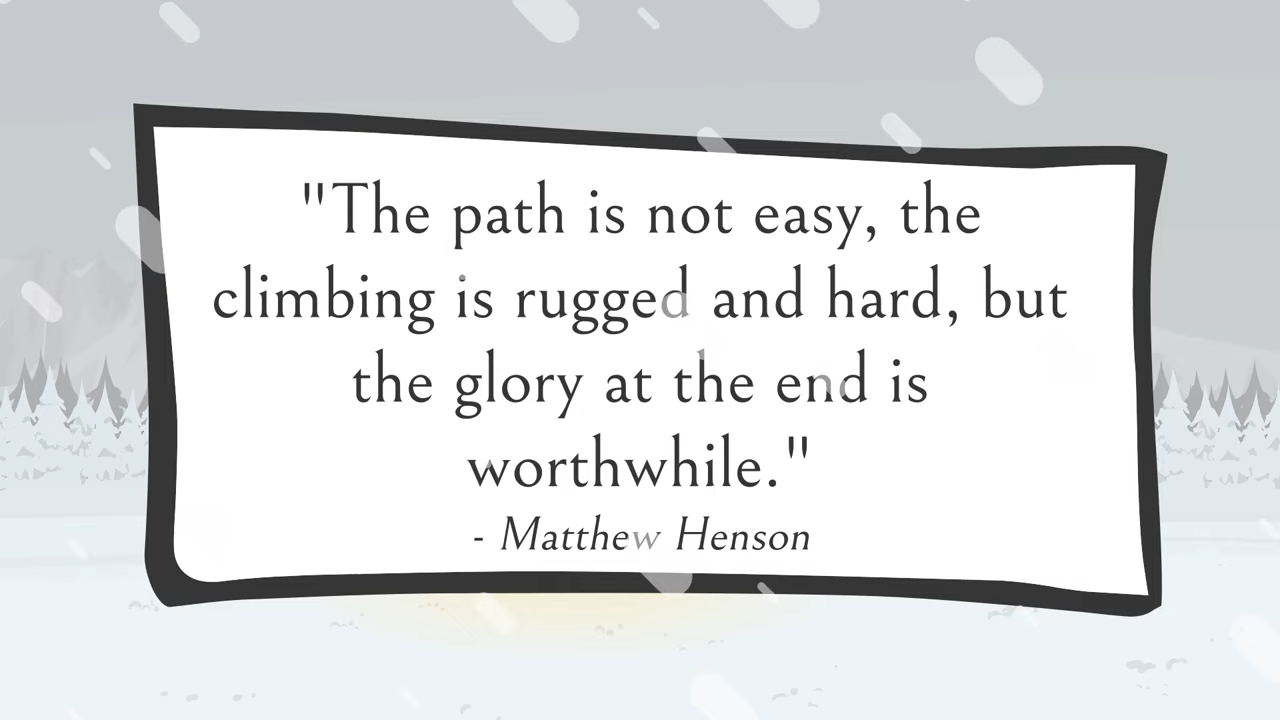 "The path is not easy, the
climbing is rugged and hard, but
the glory at the end is
worthwhile."
- Matthew Henson